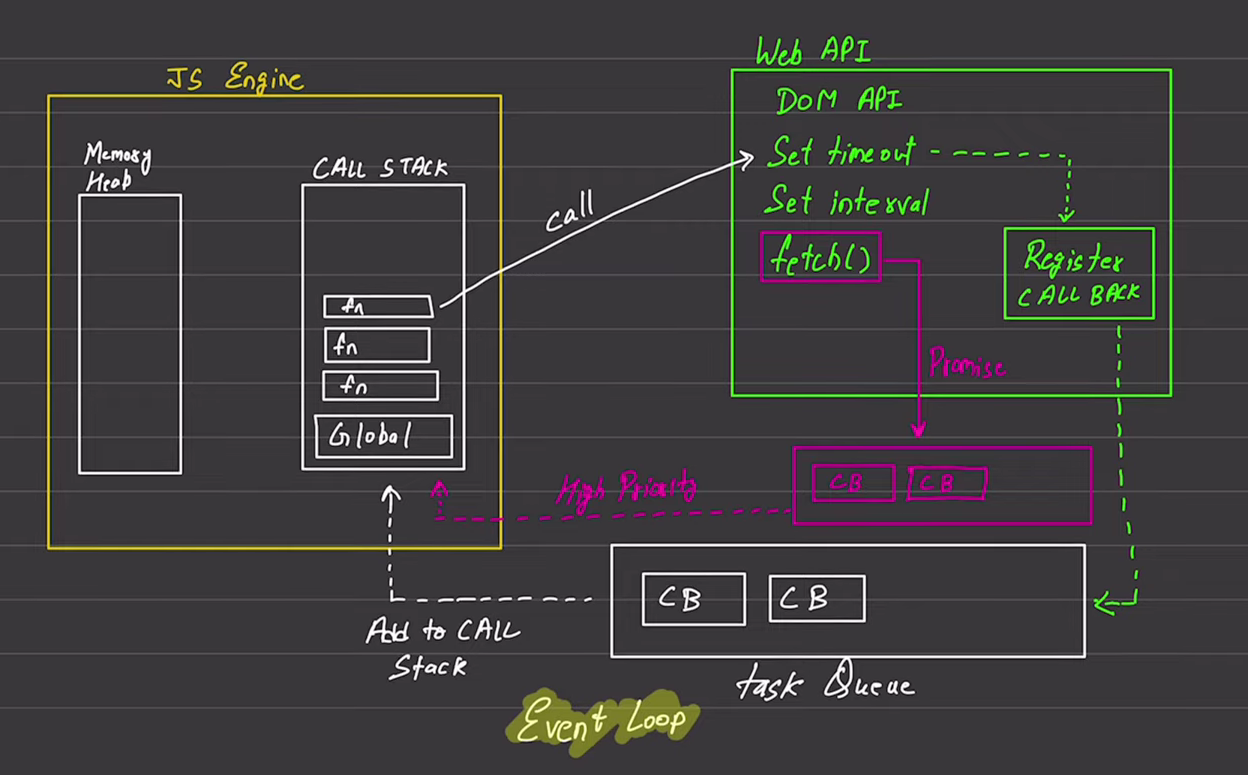 JS Engine
Memory
Heap
CALL STACK
fn
fn
fn
Global
call
Web API
DOM API
Set timeout
Set interval
fetch()
Register
CALL BACK
Promise
High Priority
CB CB
CB CB
Add to CALL
Stack
task Queue
Event Loop